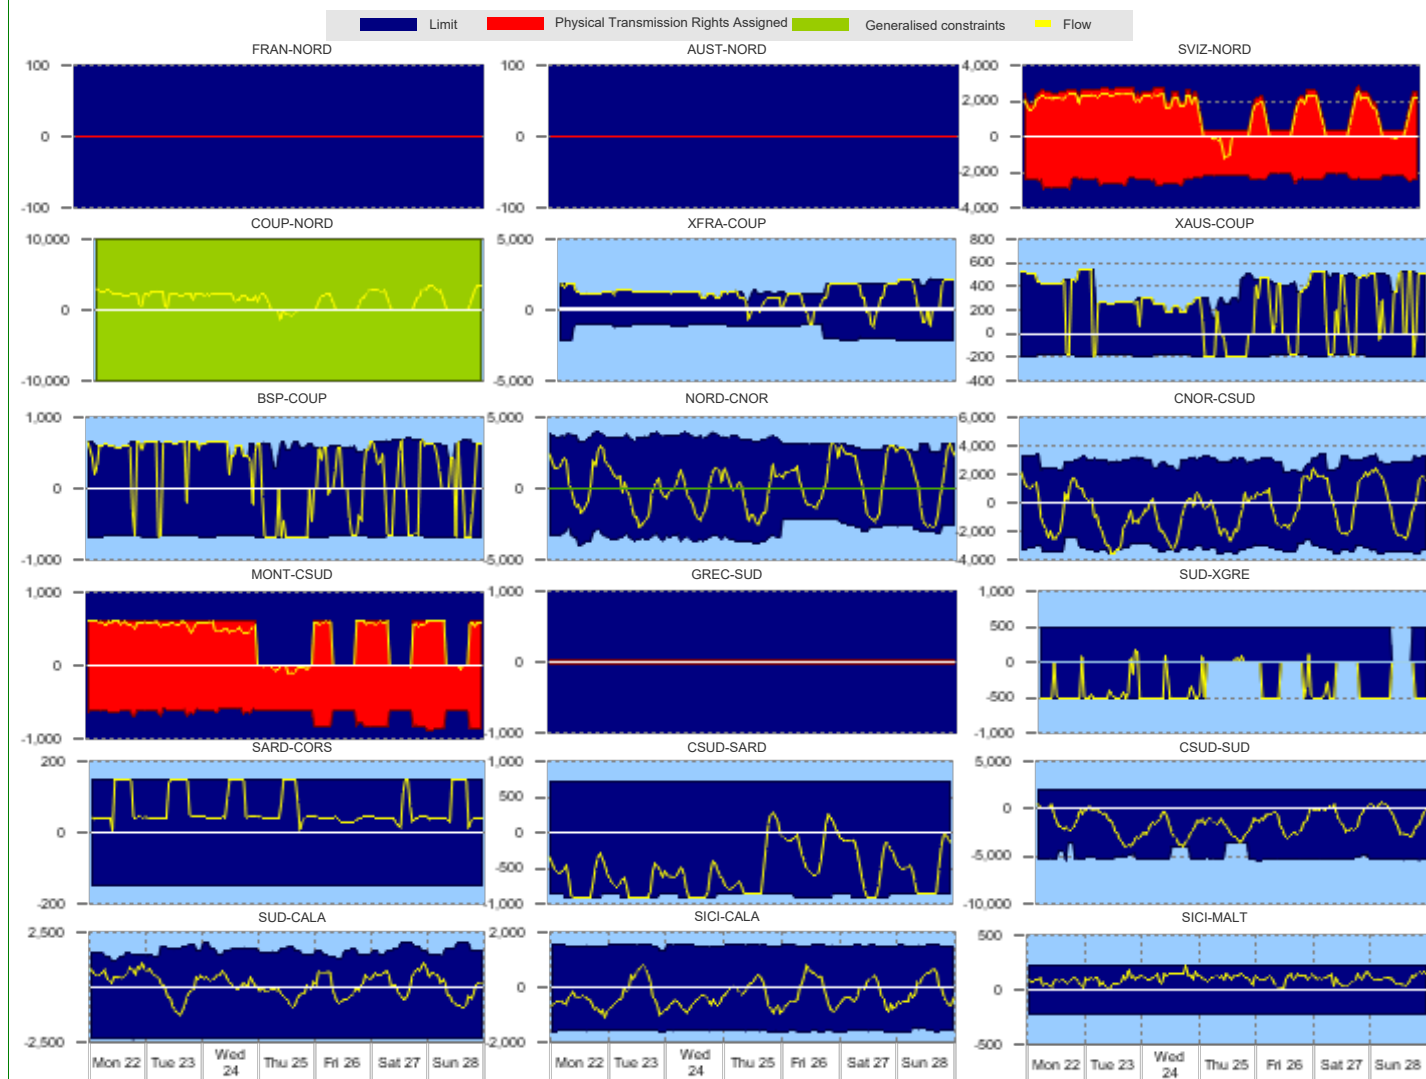 Limit Physical Transmission Rights Assigned Generalised constraints Flow
FRAN-NORD AUST-NORD SVIZ-NORD
100 100 4,000
2,000
0 0 0
-2,000
-100 -100 -4,000
COUP-NORD XFRA-COUP XAUS-COUP
10,000 5,000 800
600
400
200
0 0 0
-200
-10,000 -5,000 -400
BSP-COUP NORD-CNOR CNOR-CSUD
1,000 5,000 6,000
4,000
2,000
0 0 0
-2,000
-1,000 -5,000 -4,000
MONT-CSUD GREC-SUD SUD-XGRE
1,000 1,000 1,000
500
0 0 0
-500
-1,000 -1,000 -1,000
SARD-CORS CSUD-SARD CSUD-SUD
200 1,000 5,000
500
0 0 0
-500 -5,000
-200 -1,000 -10,000
SUD-CALA SICI-CALA SICI-MALT
2,500 2,000 500
0 0 0
-2,500 -2,000 -500
Mon 22 Tue 23 Wed 24 Thu 25 Fri 26 Sat 27 Sun 28 Mon 22 Tue 23 Wed 24 Thu 25 Fri 26 Sat 27 Sun 28 Mon 22 Tue 23 Wed 24 Thu 25 Fri 26 Sat 27 Sun 28